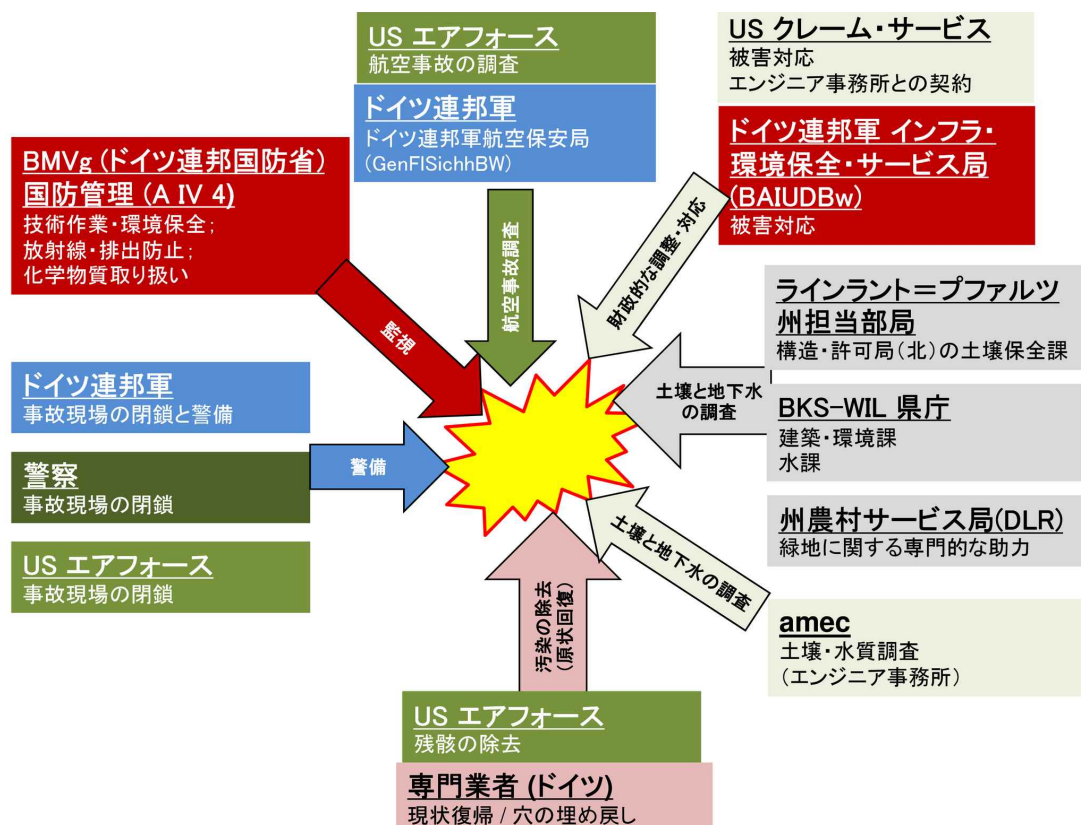 US エアフォース
航空事故の調査
ドイツ連邦軍
ドイツ連邦軍航空保安局
(GenFlSichhBW)
US クレーム・サービス
被害対応
エンジニア事務所との契約
ドイツ連邦軍 インフラ・
環境保全・サービス局
(BAIUDBw)
被害対応
BMVg (ドイツ連邦国防省)
国防管理 (A IV 4)
技術作業・環境保全;
放射線・排出防止;
化学物質取り扱い
監視
航空事故調査
財政的な調整・対応
ラインラント＝プファルツ
州担当部局
構造・許可局(北)の土壌保全課
土壌と地下水
の調査
BKS-WIL 県庁
建築・環境課
水課
州農村サービス局(DLR)
緑地に関する専門的な助力
ドイツ連邦軍
事故現場の閉鎖と警備
警備
警察
事故現場の閉鎖
US エアフォース
事故現場の閉鎖
土壌と地下水の調査
amec
土壌・水質調査
(エンジニア事務所)
汚染の除去
(原状回復)
US エアフォース
残骸の除去
専門業者 (ドイツ)
現状復帰 / 穴の埋め戻し